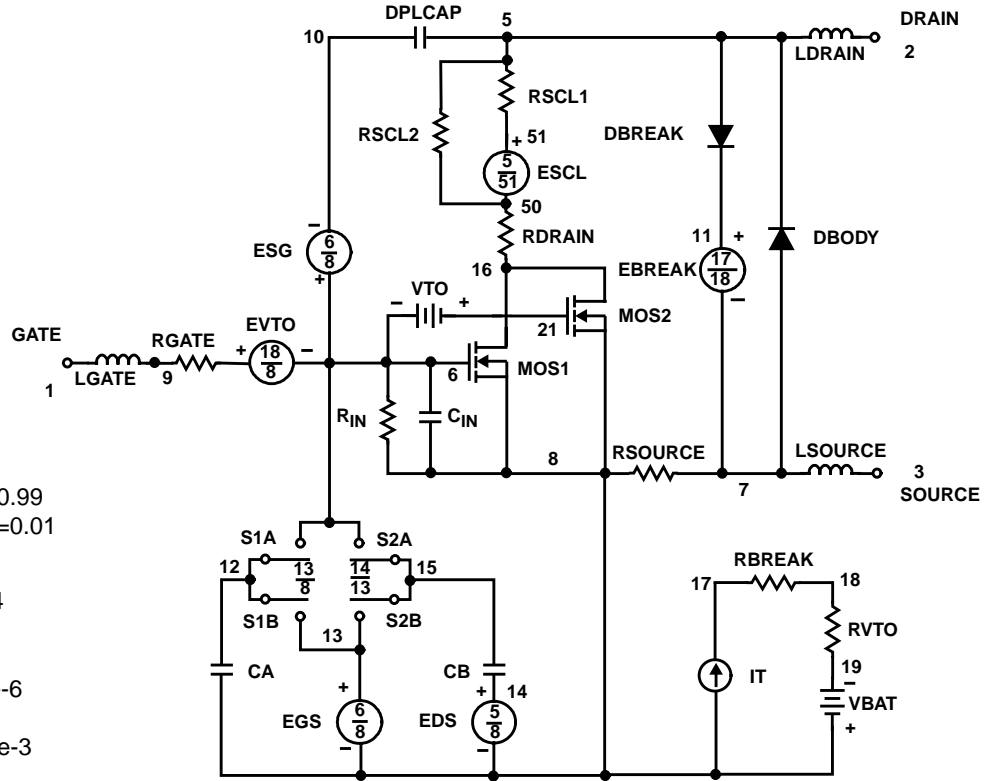 DPLCAP
10
5
DRAIN
2
LDRAIN
RSCL1
RSCL2
+ 51
5
51
ESCL
DBREAK
50
RDRAIN
ESG
−
6
8
+
11
+
17
18
EBREAK
−
DBODY
16
VTO
−
+
21
MOS2
GATE
1
LGATE
9
RGATE
EVTO
+
18
8
−
6
MOS1
RIN
CIN
8
RSOURCE
7
LSOURCE
3
SOURCE
0.99
=0.01
4
-6
e-3
S1A
S2A
12
13
8
14
13
15
S1B
S2B
13
CA
CB
+
EGS
6
8
−
+ 14
EDS
5
8
−
RBREAK
17
18
RVTO
19
IT
−
VBAT
+